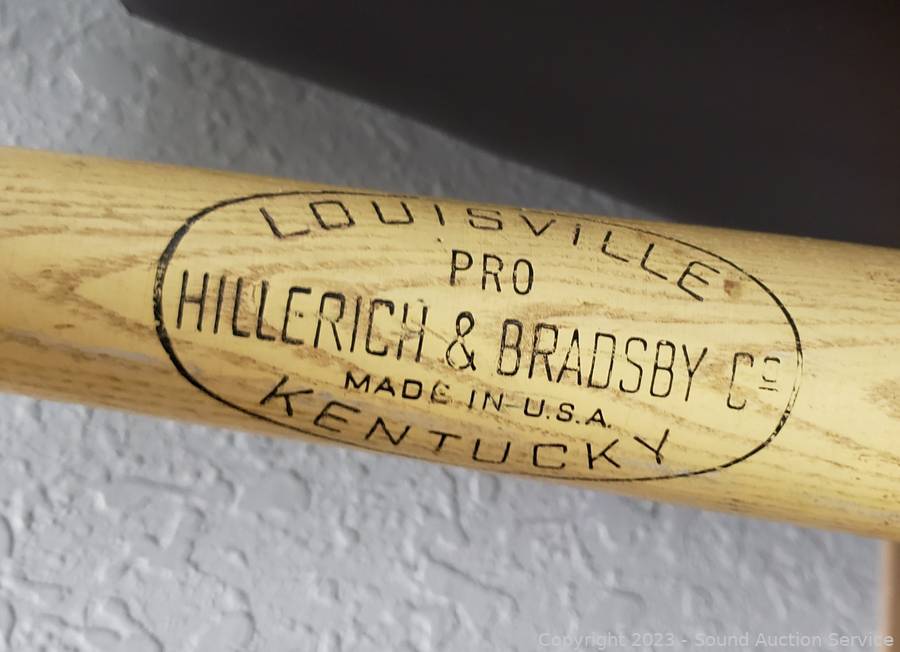 LOUISVILLE
PRO
HILLERICH & BRADSBY Cº
MADE IN U.S.A.
KENTUCKY
Copyright 2023 - Sound Auction Service